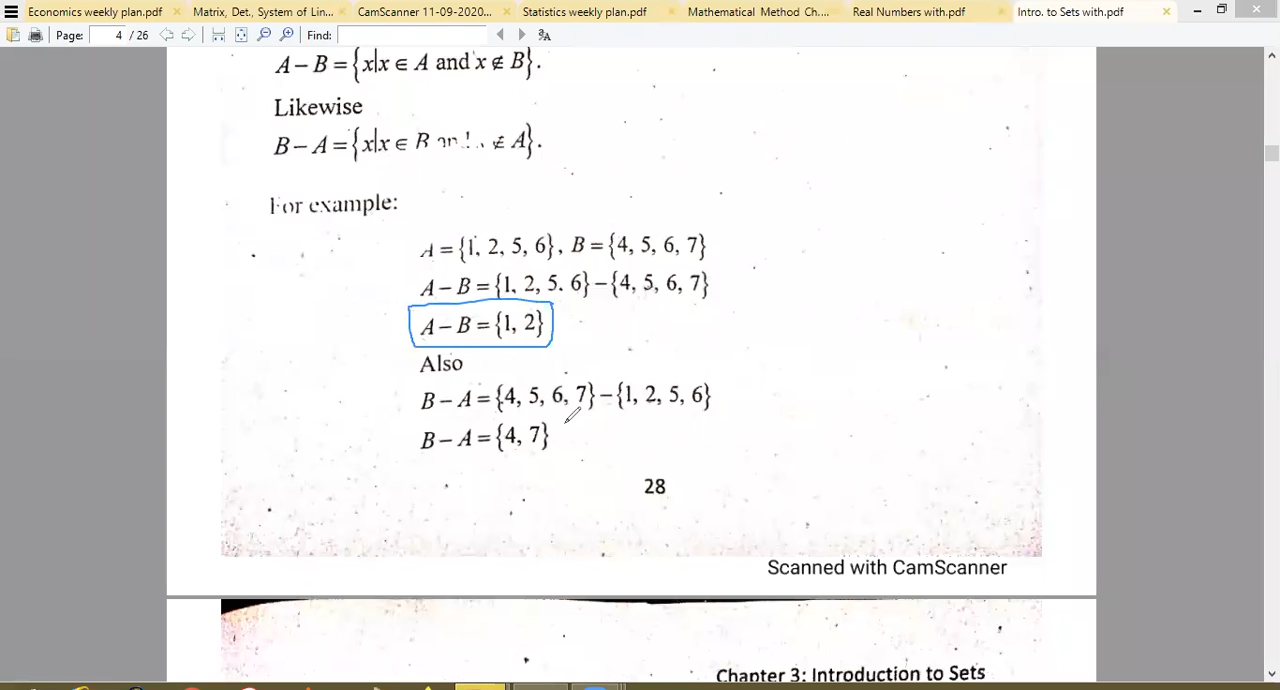 Economics weekly plan.pdf Matrix, Det., System of Lin... CamScanner 11-09-2020... Statistics weekly plan.pdf Mathematical Method Ch.... Real Numbers with.pdf Intro. to Sets with.pdf
Page: 4 / 26 Find:
A – B = {x|x ∈ A and x ∉ B}.
Likewise
B – A = {x|x ∈ B ∉ A}.
For example:
A = {1, 2, 5, 6}, B = {4, 5, 6, 7}
A – B = {1, 2, 5, 6} – {4, 5, 6, 7}
A – B = {1, 2}
Also
B – A = {4, 5, 6, 7} – {1, 2, 5, 6}
B – A = {4, 7}
28
Scanned with CamScanner
Chapter 3: Introduction to Sets